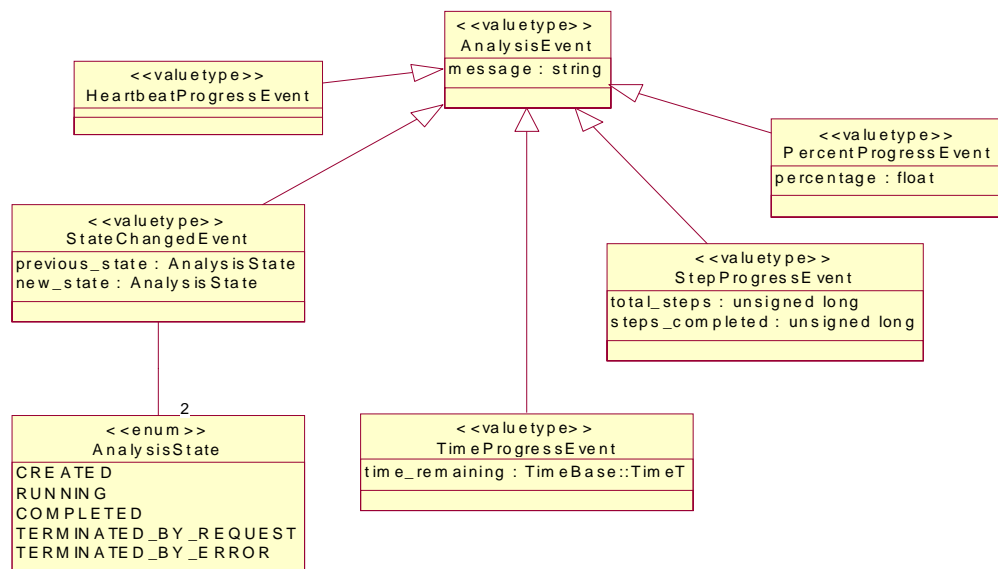 <<valuetype>>
AnalysisEvent
message : string
<<valuetype>>
HeartbeatProgressEvent
<<valuetype>>
PercentProgressEvent
percentage : float
<<valuetype>>
StateChangedEvent
previous_state : AnalysisState
new_state : AnalysisState
<<valuetype>>
StepProgressEvent
total_steps : unsigned long
steps_completed : unsigned long
2
<<enum>>
AnalysisState
CREATED
RUNNING
COMPLETED
TERMINATED_BY_REQUEST
TERMINATED_BY_ERROR
<<valuetype>>
TimeProgressEvent
time_remaining : TimeBase::TimeT